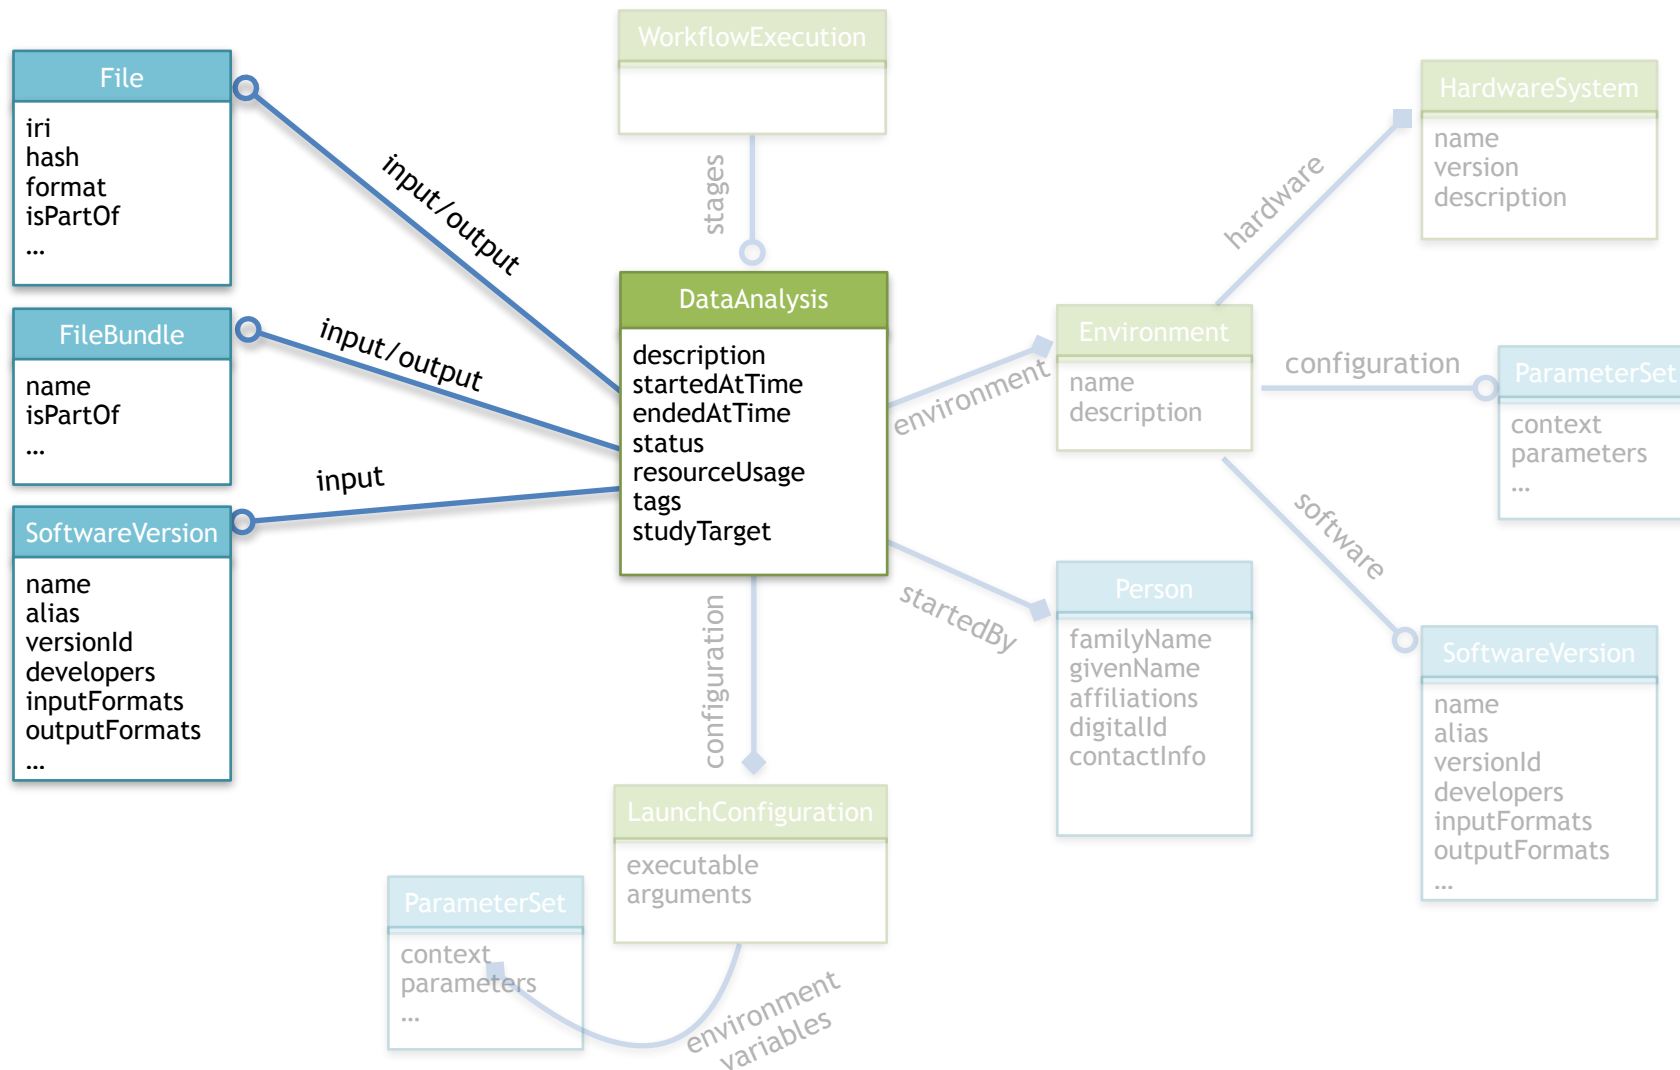 File
iri
hash
format
isPartOf
…
FileBundle
name
isPartOf
…
SoftwareVersion
name
alias
versionId
developers
inputFormats
outputFormats
…
input/output
input/output
input
WorkflowExecution
stages
DataAnalysis
description
startedAtTime
endedAtTime
status
resourceUsage
tags
studyTarget
configuration
LaunchConfiguration
executable
arguments
ParameterSet
context
parameters
…
environment
variables
environment
startedBy
Environment
name
description
Person
familyName
givenName
affiliations
digitalId
contactInfo
hardware
configuration
software
HardwareSystem
name
version
description
ParameterSet
context
parameters
…
SoftwareVersion
name
alias
versionId
developers
inputFormats
outputFormats
…